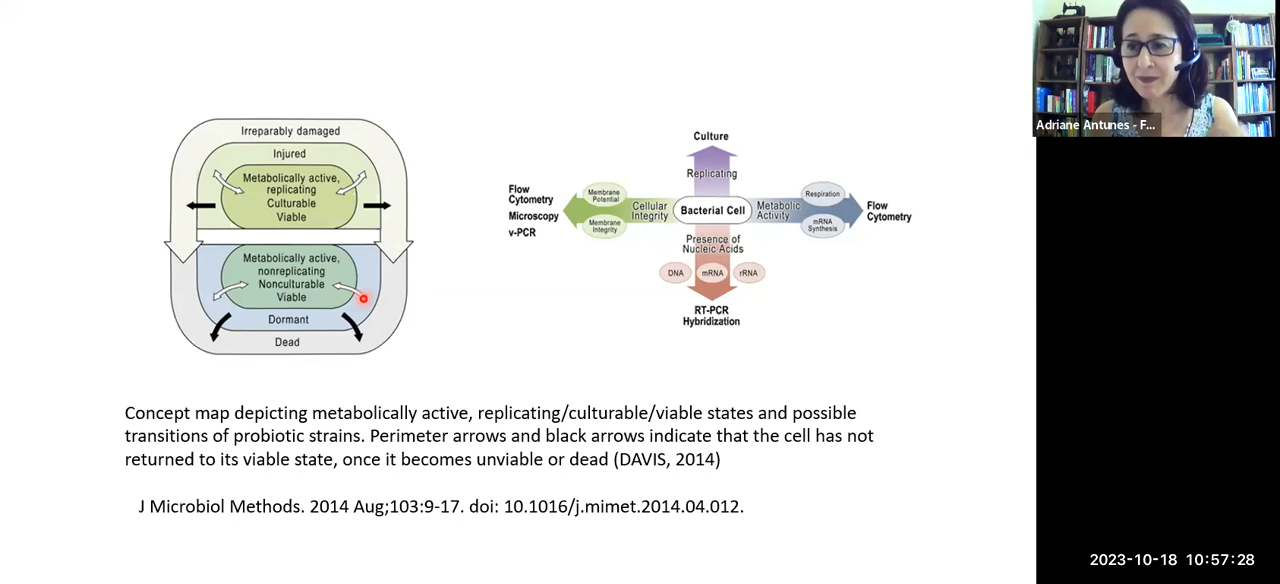 Irreparably damaged
Injured
Metabolically active,
replicating
Culturable
Viable
Metabolically active,
nonreplicating
Nonculturable
Viable
Dormant
Dead
Culture
Replicating
Flow
Cytometry
Microscopy
v-PCR
Membrane
Potential
Membrane
Integrity
Cellular
Integrity
Bacterial Cell
Metabolic
Activity
Respiration
mRNA
Synthesis
Flow
Cytometry
Presence of
Nucleic Acids
DNA
mRNA
rRNA
RT-PCR
Hybridization
Concept map depicting metabolically active, replicating/culturable/viable states and possible
transitions of probiotic strains. Perimeter arrows and black arrows indicate that the cell has not
returned to its viable state, once it becomes unviable or dead (DAVIS, 2014)
J Microbiol Methods. 2014 Aug;103:9-17. doi: 10.1016/j.mimet.2014.04.012.
Adriane Antunes - F...
2023-10-18 10:57:28